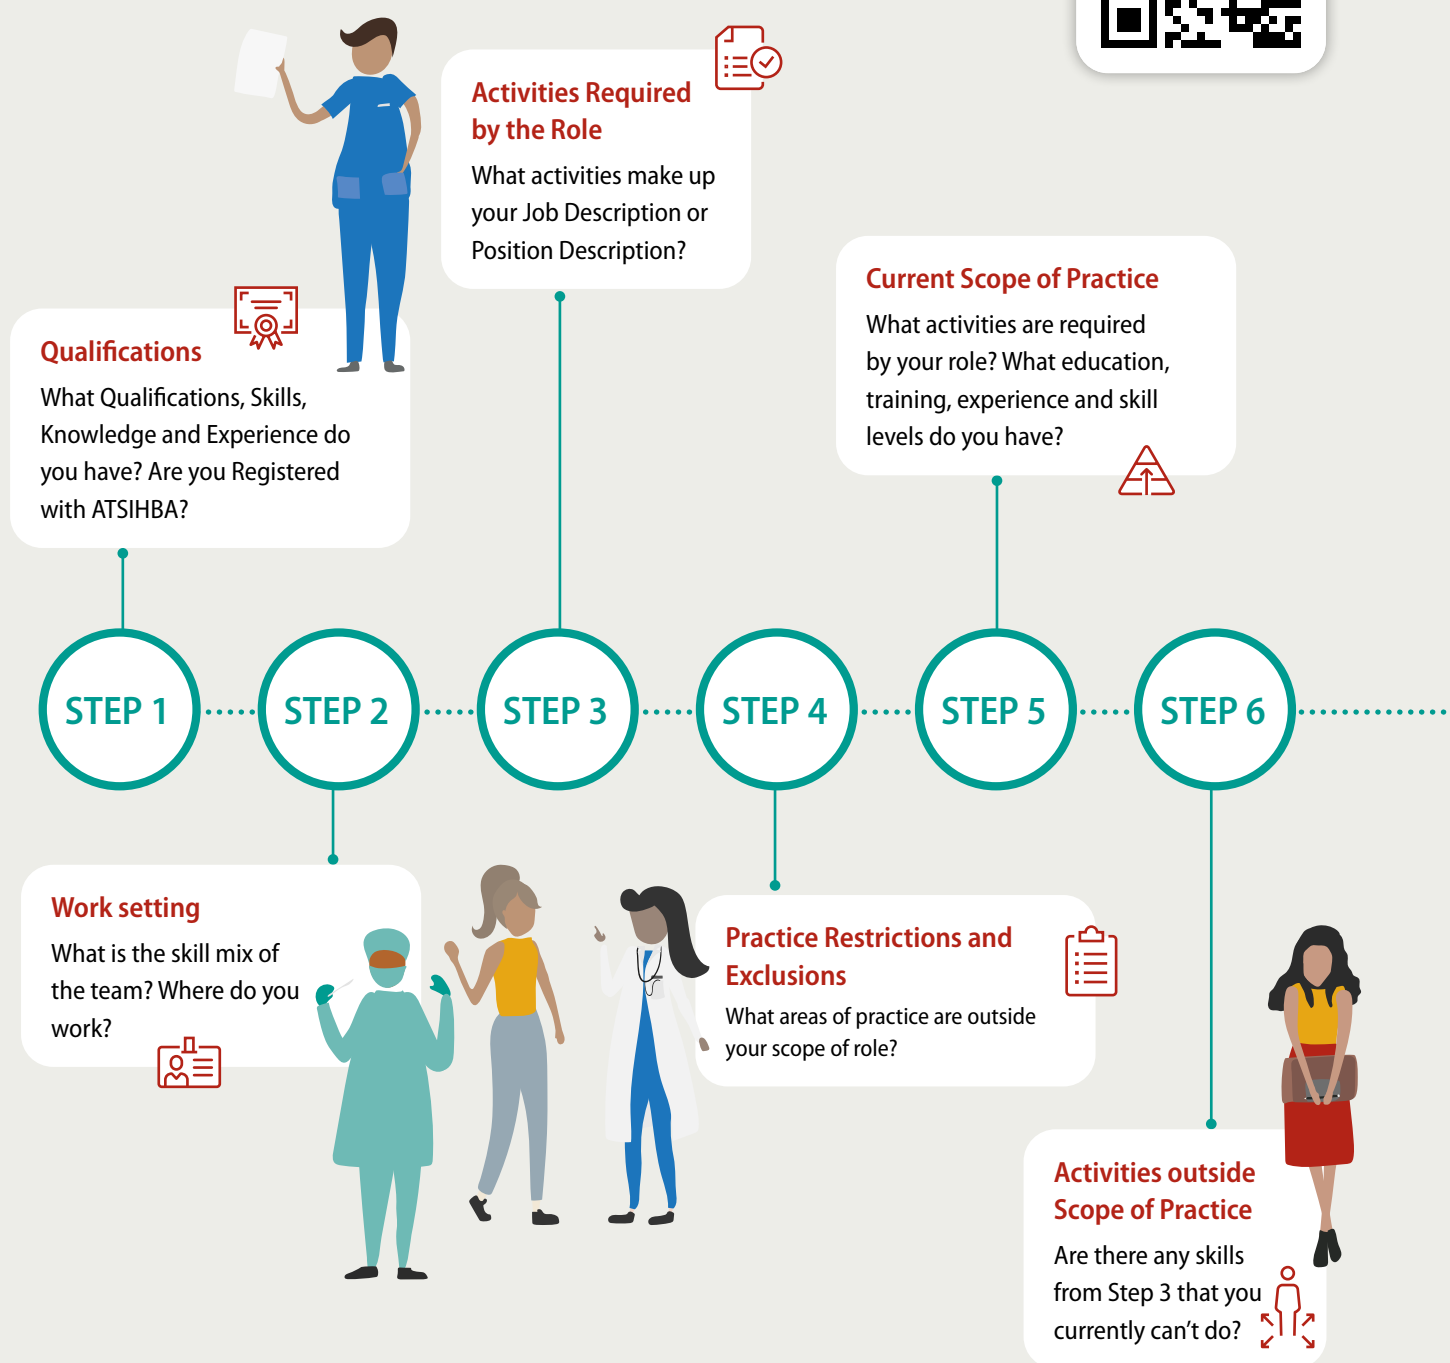 Activities Required
by the Role
What activities make up
your Job Description or
Position Description?
Current Scope of Practice
What activities are required
by your role? What education,
training, experience and skill
levels do you have?
Qualifications
What Qualifications, Skills,
Knowledge and Experience do
you have? Are you Registered
with ATSIHBA?
STEP 1
STEP 2
STEP 3
STEP 4
STEP 5
STEP 6
Work setting
What is the skill mix of
the team? Where do you
work?
Practice Restrictions and
Exclusions
What areas of practice are outside
your scope of role?
Activities outside
Scope of Practice
Are there any skills
from Step 3 that you
currently can't do?